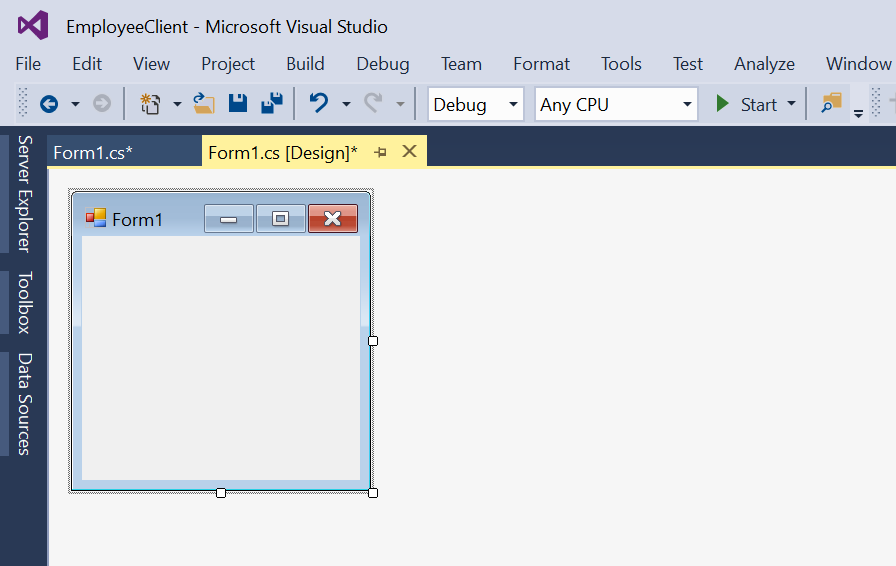 EmployeeClient - Microsoft Visual Studio
File Edit View Project Build Debug Team Format Tools Test Analyze Window
Debug Any CPU Start
Form1.cs* Form1.cs [Design]*
Server Explorer
Toolbox
Data Sources
Form1